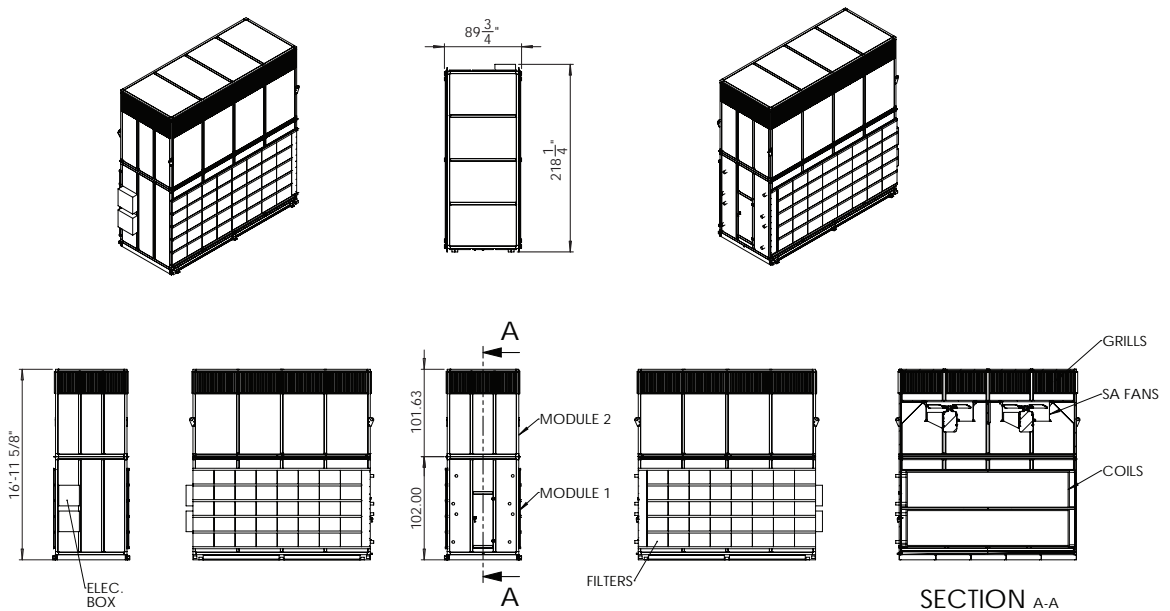 89 3/4"
218 1/4"
A
GRILLS
SA FANS
101.63
MODULE 2
16'-11 5/8"
COILS
102.00
MODULE 1
ELEC.
BOX
FILTERS
A
SECTION A-A